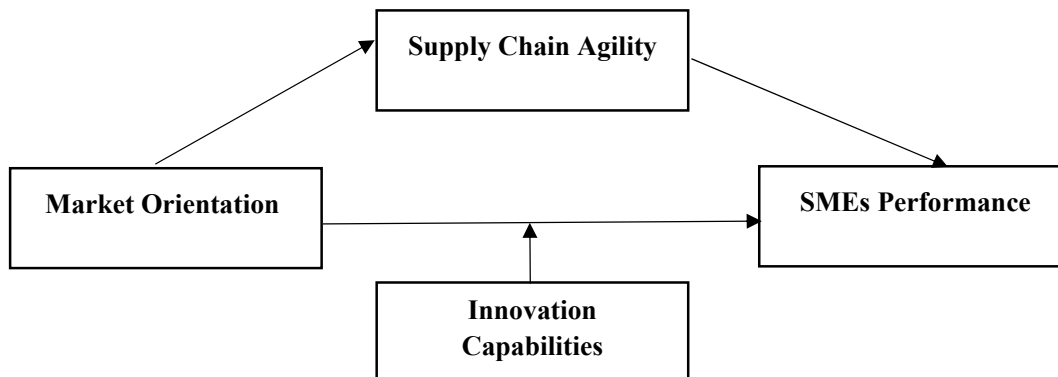 Supply Chain Agility
Market Orientation
SMEs Performance
Innovation
Capabilities